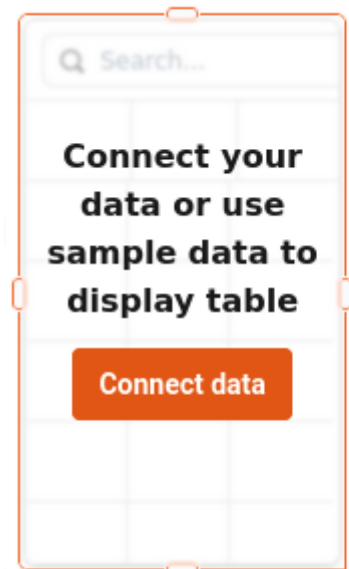 Search...
Connect your
data or use
sample data to
display table
Connect data